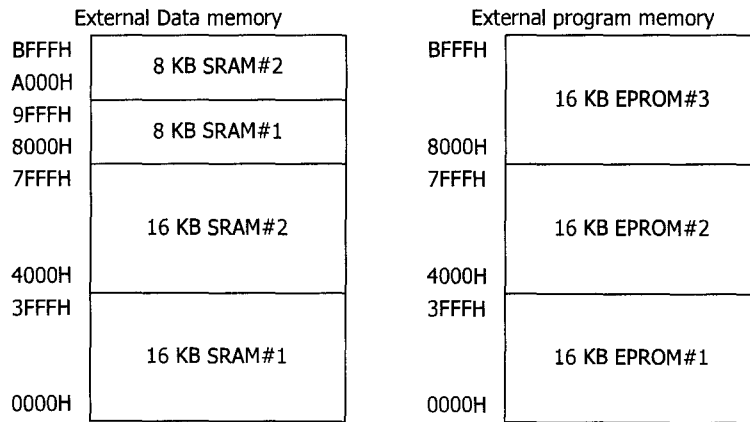 External Data memory
BFFFH
8 KB SRAM#2
A000H
9FFFH
8 KB SRAM#1
8000H
7FFFH
16 KB SRAM#2
4000H
3FFFH
16 KB SRAM#1
0000H
External program memory
BFFFH
16 KB EPROM#3
8000H
7FFFH
16 KB EPROM#2
4000H
3FFFH
16 KB EPROM#1
0000H